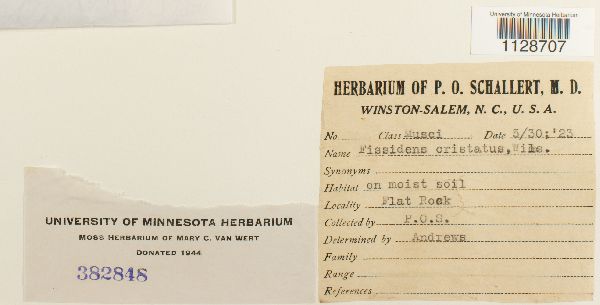 University of Minnesota Herbarium
1128707
HERBARIUM OF P. O. SCHALLERT, M. D.
WINSTON-SALEM, N. C., U. S. A.
No Class Musci Date 5/30;'23
Name Fissidens cristatus, Wils.
Synonyms
Habitat on moist soil
Locality Flat Rock
Collected by P.O.S.
Determined by Andrews
Family
Range
References
UNIVERSITY OF MINNESOTA HERBARIUM
MOSS HERBARIUM OF MARY C. VAN WERT
DONATED 1944
382848